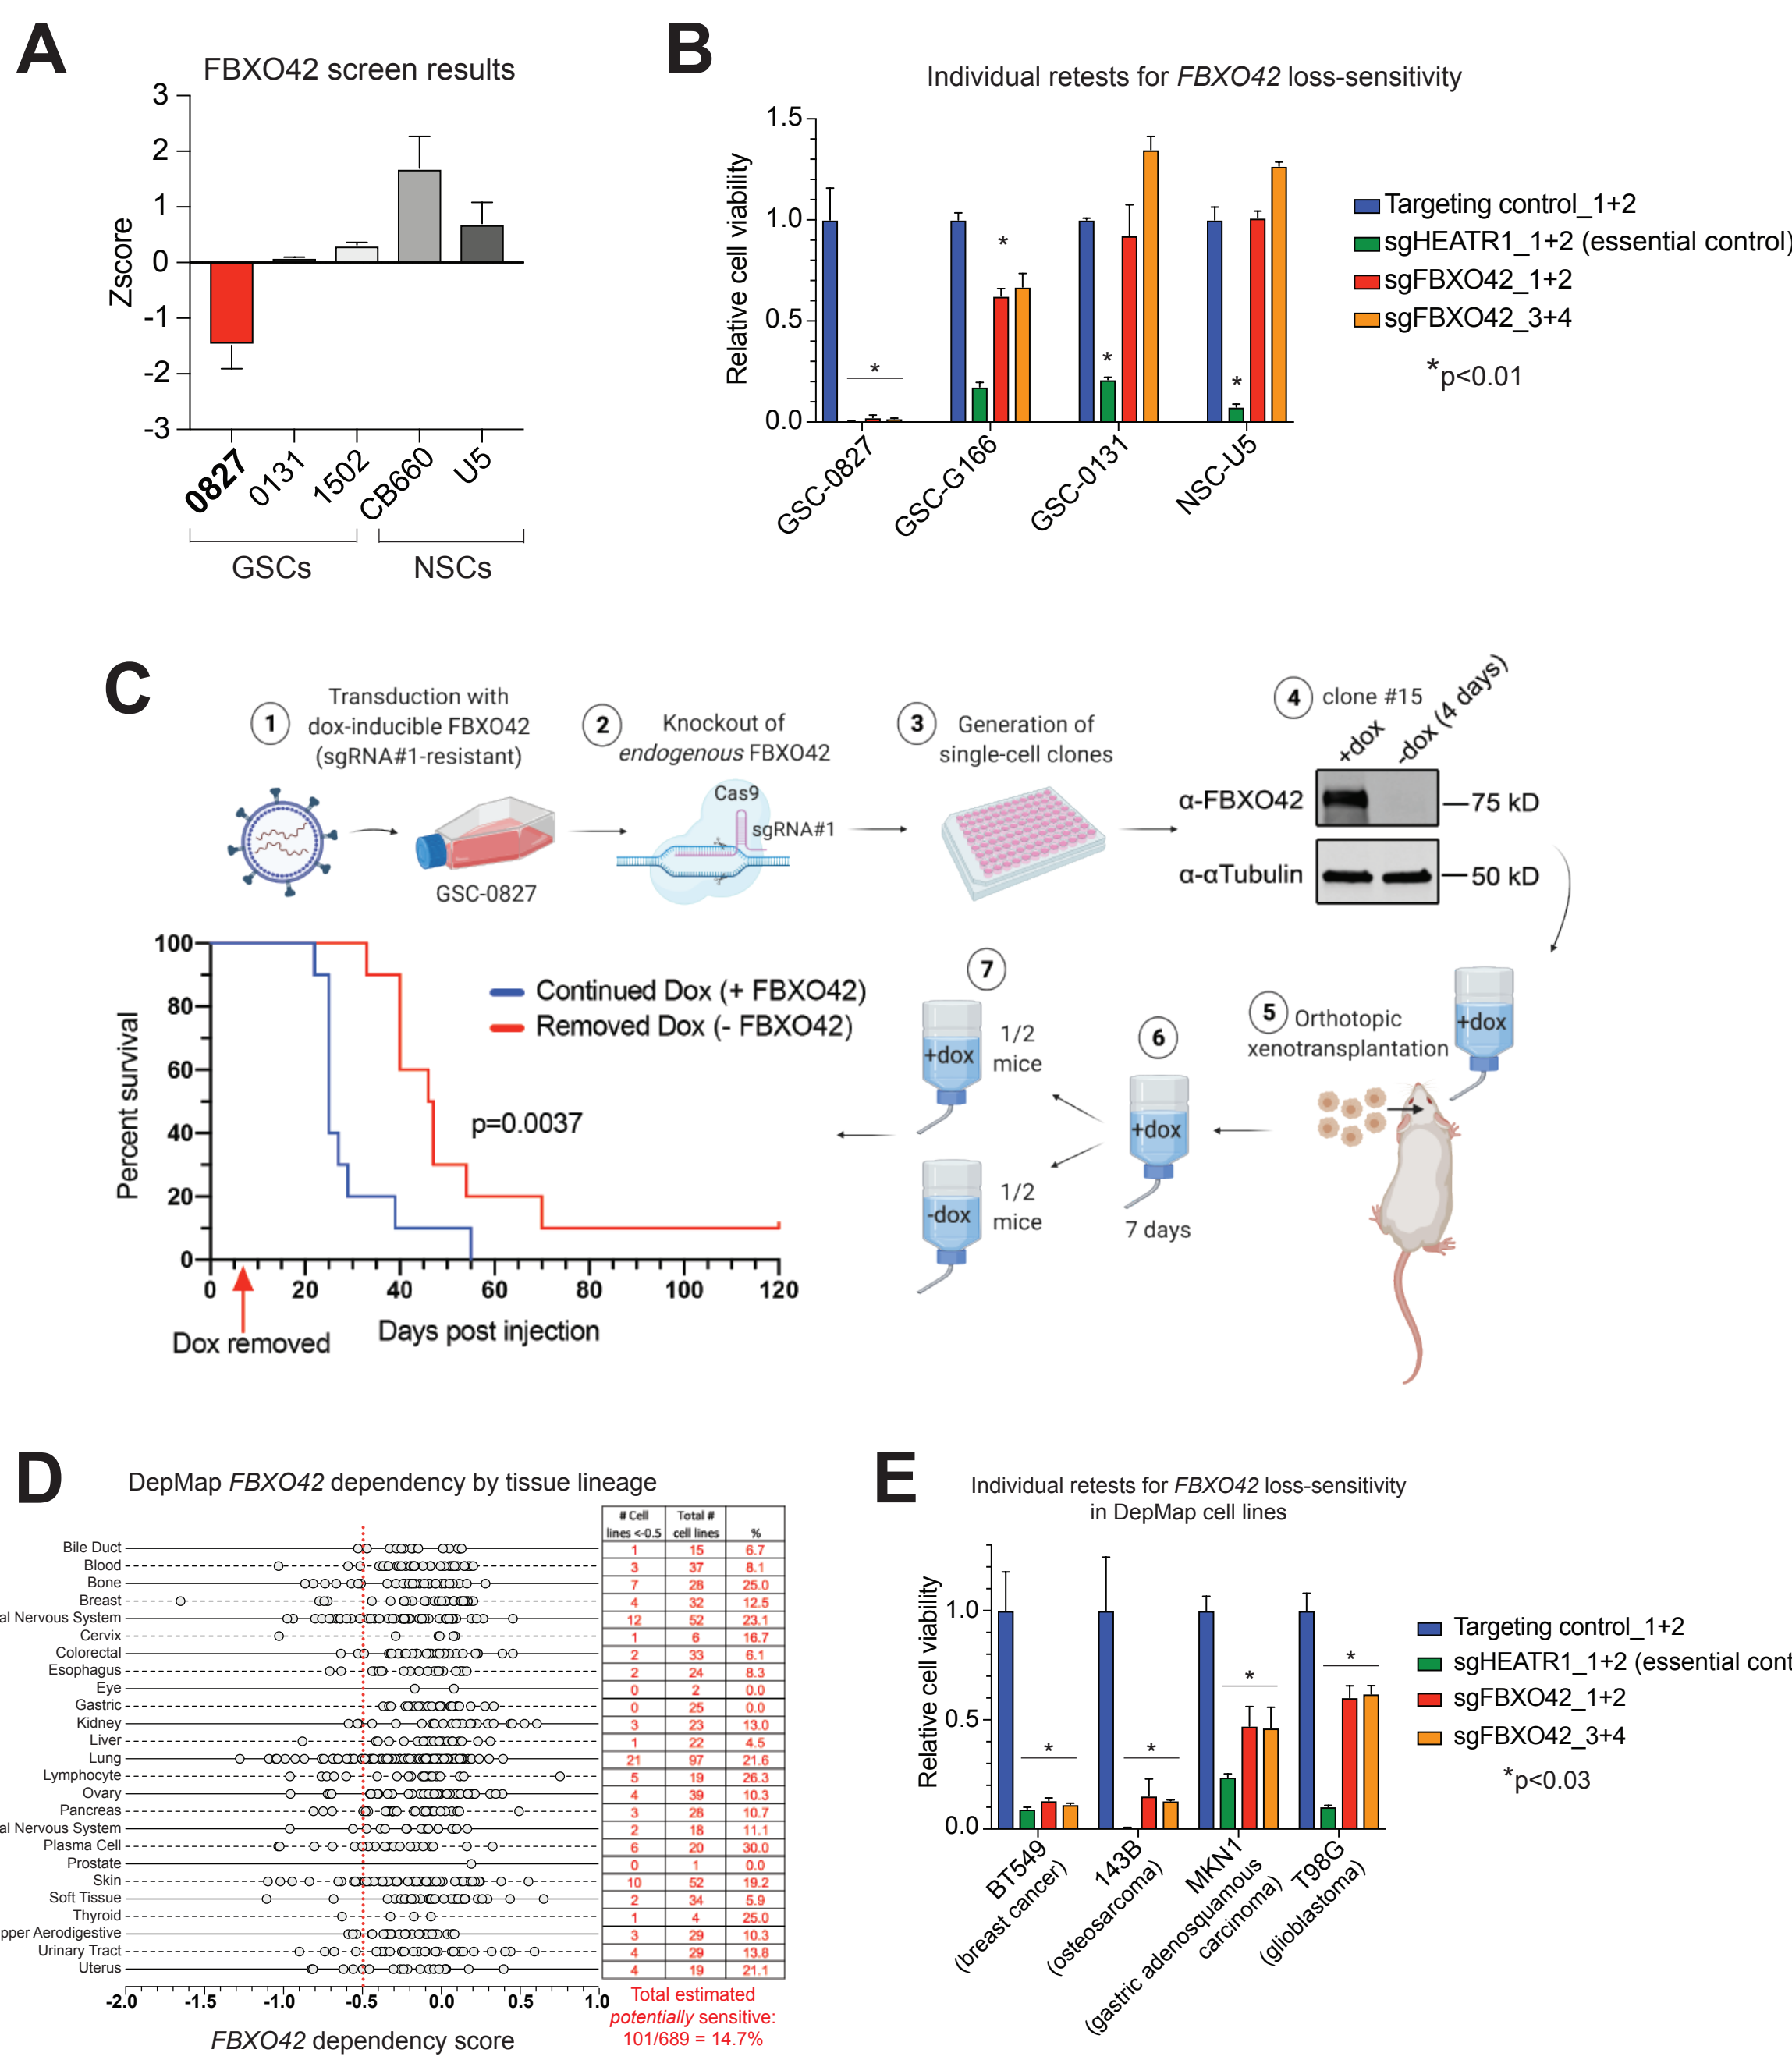 A
FBXO42 screen results
3
2
1
0
-1
-2
-3
Zscore
0827
0131
1502
CB660
U5
GSCs
NSCs
B
Individual retests for FBXO42 loss-sensitivity
1.5
1.0
0.5
0.0
Relative cell viability
*
*
*
*
GSC-0827
GSC-G166
GSC-0131
NSC-U5
Targeting control_1+2
sgHEATR1_1+2 (essential control)
sgFBXO42_1+2
sgFBXO42_3+4
*p<0.01
C
1
Transduction with
dox-inducible FBXO42
(sgRNA#1-resistant)
GSC-0827
2
Knockout of
endogenous FBXO42
Cas9
sgRNA#1
3
Generation of
single-cell clones
4
clone #15
+dox
-dox (4 days)
α-FBXO42
75 kD
α-αTubulin
50 kD
5
Orthotopic
xenotransplantation
+dox
6
+dox
7 days
7
+dox
1/2
mice
-dox
1/2
mice
100
80
60
40
20
0
Percent survival
Continued Dox (+ FBXO42)
Removed Dox (- FBXO42)
p=0.0037
0 20 40 60 80 100 120
Days post injection
Dox removed
D
DepMap FBXO42 dependency by tissue lineage
# Cell lines <-0.5 Total # cell lines %
Bile Duct 1 15 6.7
Blood 3 37 8.1
Bone 7 28 25.0
Breast 4 32 12.5
al Nervous System 12 52 23.1
Cervix 1 6 16.7
Colorectal 2 33 6.1
Esophagus 2 24 8.3
Eye 0 2 0.0
Gastric 0 25 0.0
Kidney 3 23 13.0
Liver 1 22 4.5
Lung 21 97 21.6
Lymphocyte 5 19 26.3
Ovary 4 39 10.3
Pancreas 3 28 10.7
al Nervous System 2 18 11.1
Plasma Cell 6 20 30.0
Prostate 0 1 0.0
Skin 10 52 19.2
Soft Tissue 2 34 5.9
Thyroid 1 4 25.0
pper Aerodigestive 3 29 10.3
Urinary Tract 4 29 13.8
Uterus 4 19 21.1
-2.0 -1.5 -1.0 -0.5 0.0 0.5 1.0
FBXO42 dependency score
Total estimated
potentially sensitive:
101/689 = 14.7%
E
Individual retests for FBXO42 loss-sensitivity
in DepMap cell lines
1.0
0.5
0.0
Relative cell viability
*
*
*
*
BT549
(breast cancer)
143B
(osteosarcoma)
MKN1
(gastric adenosquamous
carcinoma)
T98G
(glioblastoma)
Targeting control_1+2
sgHEATR1_1+2 (essential cont
sgFBXO42_1+2
sgFBXO42_3+4
*p<0.03